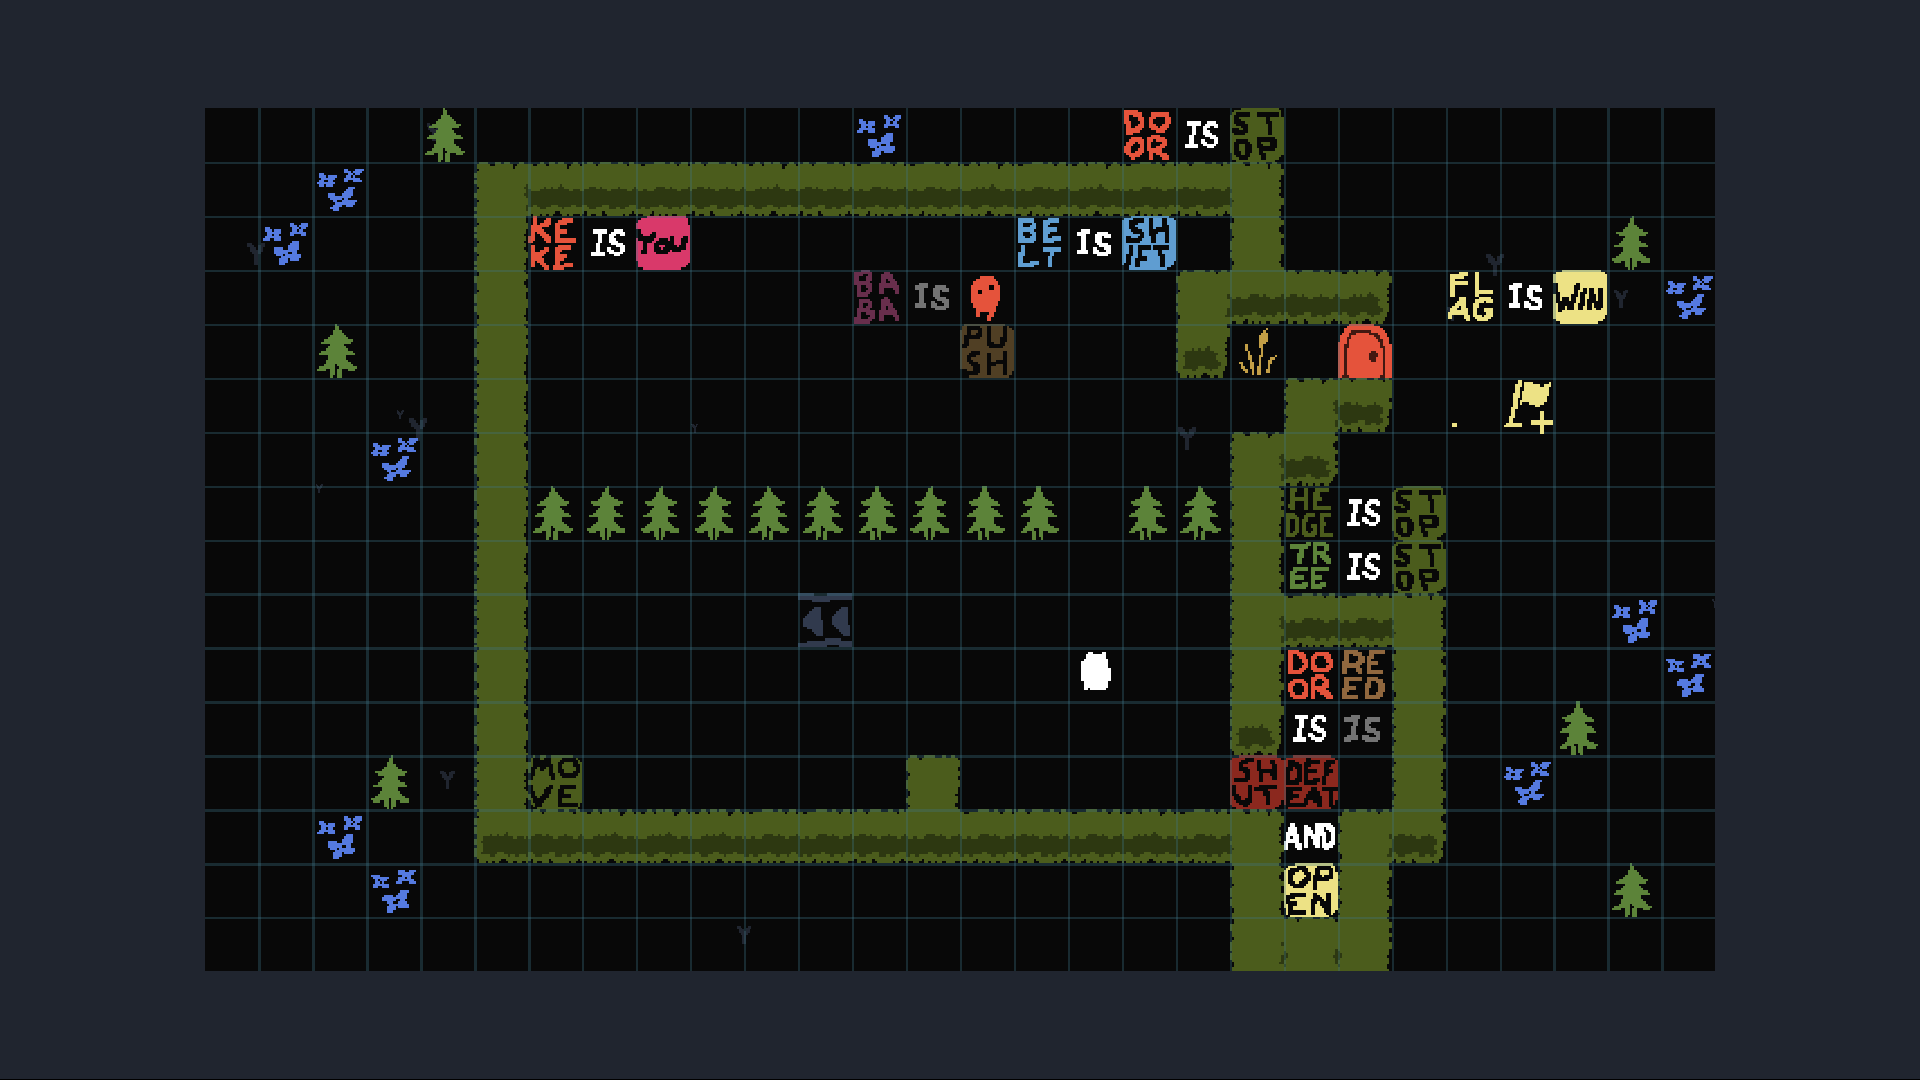 DOOR IS STOP
KEKE IS YOU BELT IS SHIFT
BABA IS FLAG IS WIN
PUSH
HEDGE IS STOP
TREE IS STOP
DOOR REED
IS IS
MOVE SHUT DEFEAT
AND
OPEN